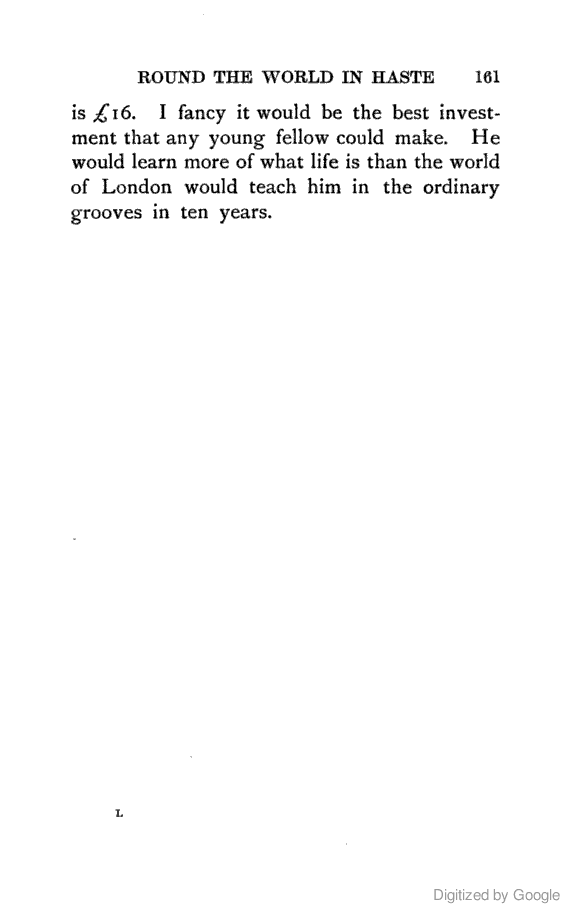 ROUND THE WORLD IN HASTE 161
is £16. I fancy it would be the best invest-
ment that any young fellow could make. He
would learn more of what life is than the world
of London would teach him in the ordinary
grooves in ten years.
L
Digitized by Google